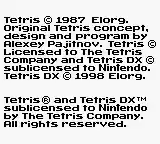 Tetris © 1987 Elorg.
Original Tetris concept,
design and program by
Alexey Pajitnov. Tetris ©
Licensed to The Tetris
Company and Tetris DX ©
sublicensed to Nintendo.
Tetris DX © 1998 Elorg.
Tetris® and Tetris DX™
sublicensed to Nintendo
by The Tetris Company.
All rights reserved.